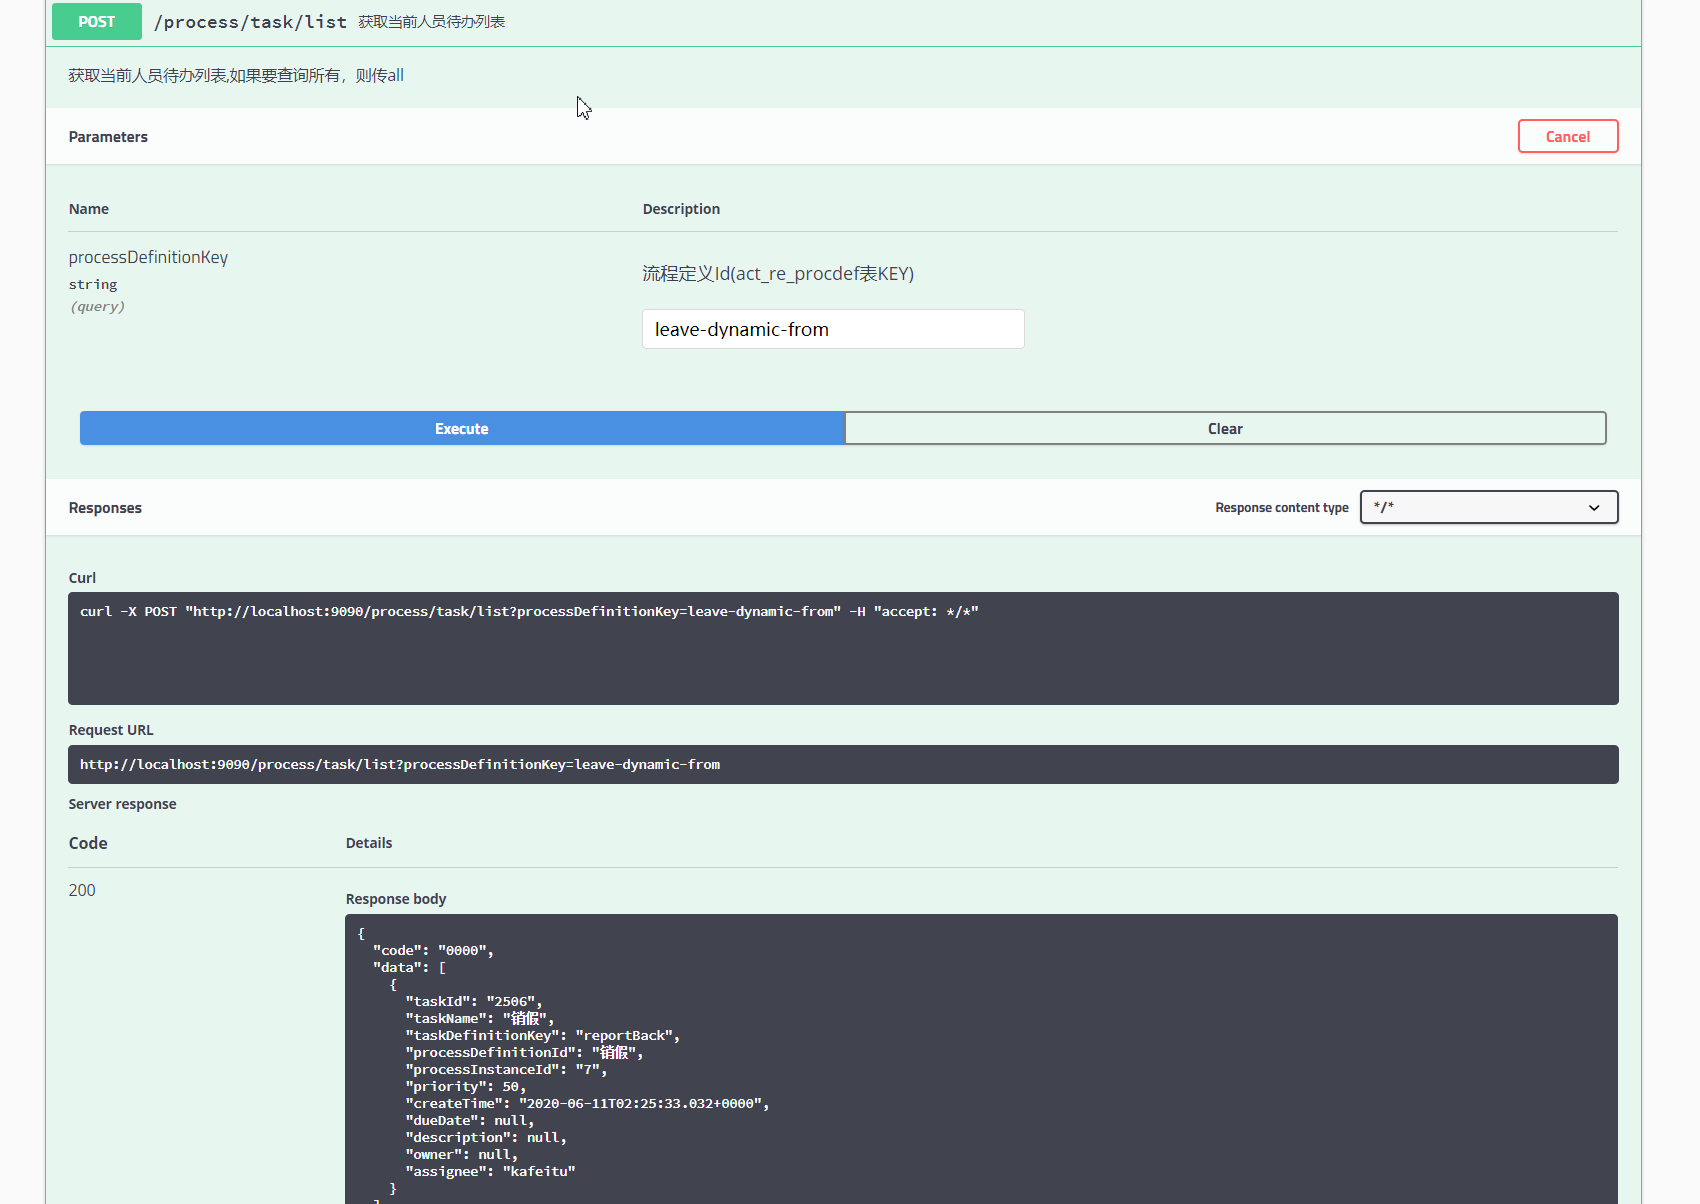 POST /process/task/list 获取当前人员待办列表
获取当前人员待办列表,如果要查询所有，则传all
Parameters
Cancel
Name Description
processDefinitionKey
string
(query)
流程定义Id(act_re_procdef表KEY)
leave-dynamic-from
Execute Clear
Responses Response content type */*
Curl
curl -X POST "http://localhost:9090/process/task/list?processDefinitionKey=leave-dynamic-from" -H "accept: */*"
Request URL
http://localhost:9090/process/task/list?processDefinitionKey=leave-dynamic-from
Server response
Code Details
200
Response body
{
"code": "0000",
"data": [
{
"taskId": "2506",
"taskName": "销假",
"taskDefinitionKey": "reportBack",
"processDefinitionId": "销假",
"processInstanceId": "7",
"priority": 50,
"createTime": "2020-06-11T02:25:33.032+0000",
"dueDate": null,
"description": null,
"owner": null,
"assignee": "kafeitu"
}